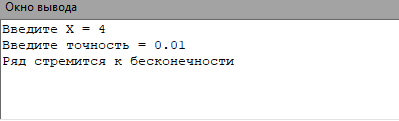 Окно вывода
Введите X = 4
Введите точность = 0.01
Ряд стремится к бесконечности